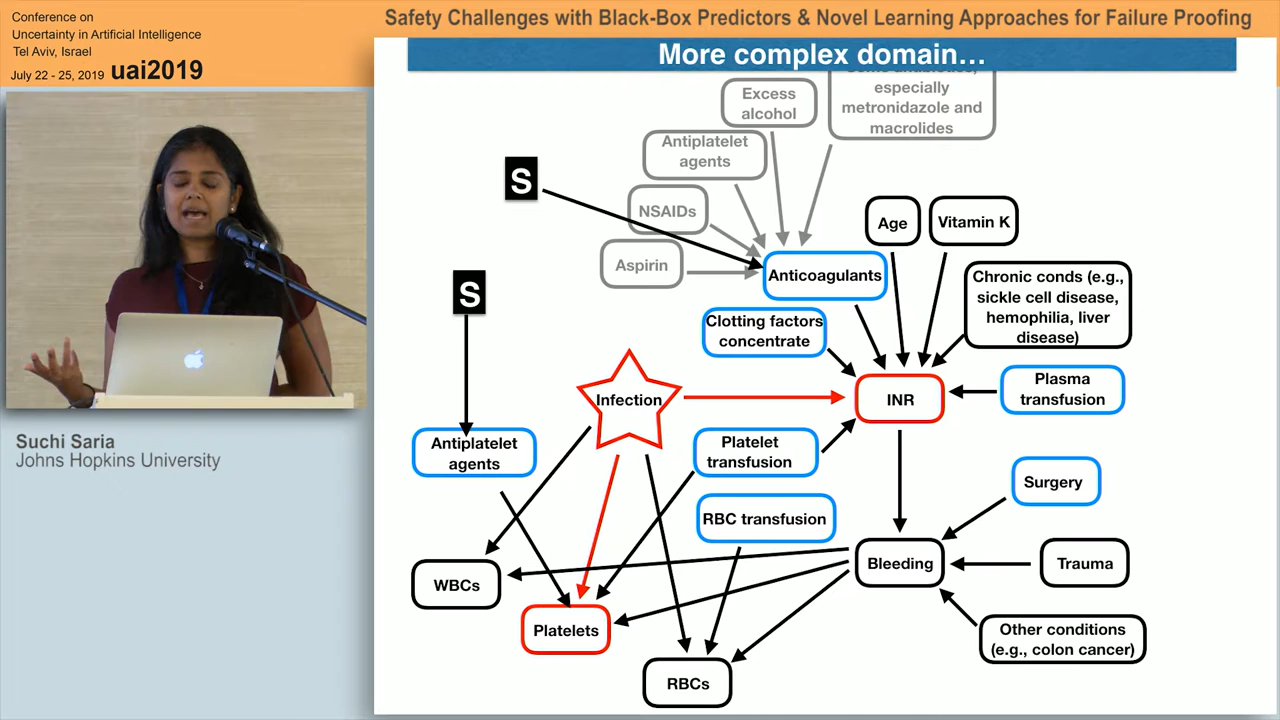 Conference on
Uncertainty in Artificial Intelligence
Tel Aviv, Israel
July 22 - 25, 2019 uai2019
Safety Challenges with Black-Box Predictors & Novel Learning Approaches for Failure Proofing
More complex domain…
Excess
alcohol
especially
metronidazole and
macrolides
Antiplatelet
agents
S
NSAIDs
Age
Vitamin K
Aspirin
Anticoagulants
S
Chronic conds (e.g.,
sickle cell disease,
hemophilia, liver
disease)
Clotting factors
concentrate
Infection
INR
Plasma
transfusion
Antiplatelet
agents
Platelet
transfusion
Surgery
RBC transfusion
WBCs
Bleeding
Trauma
Platelets
Other conditions
(e.g., colon cancer)
RBCs
Suchi Saria
Johns Hopkins University